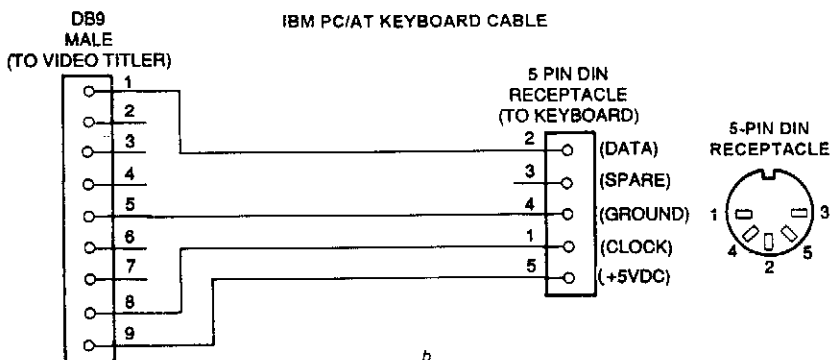 IBM PC/AT KEYBOARD CABLE
DB9
MALE
(TO VIDEO TITLER)
1
2
3
4
5
6
7
8
9
5 PIN DIN
RECEPTACLE
(TO KEYBOARD)
2 (DATA)
3 (SPARE)
4 (GROUND)
1 (CLOCK)
5 (+5VDC)
5-PIN DIN
RECEPTACLE
1 3
4 5
2
b